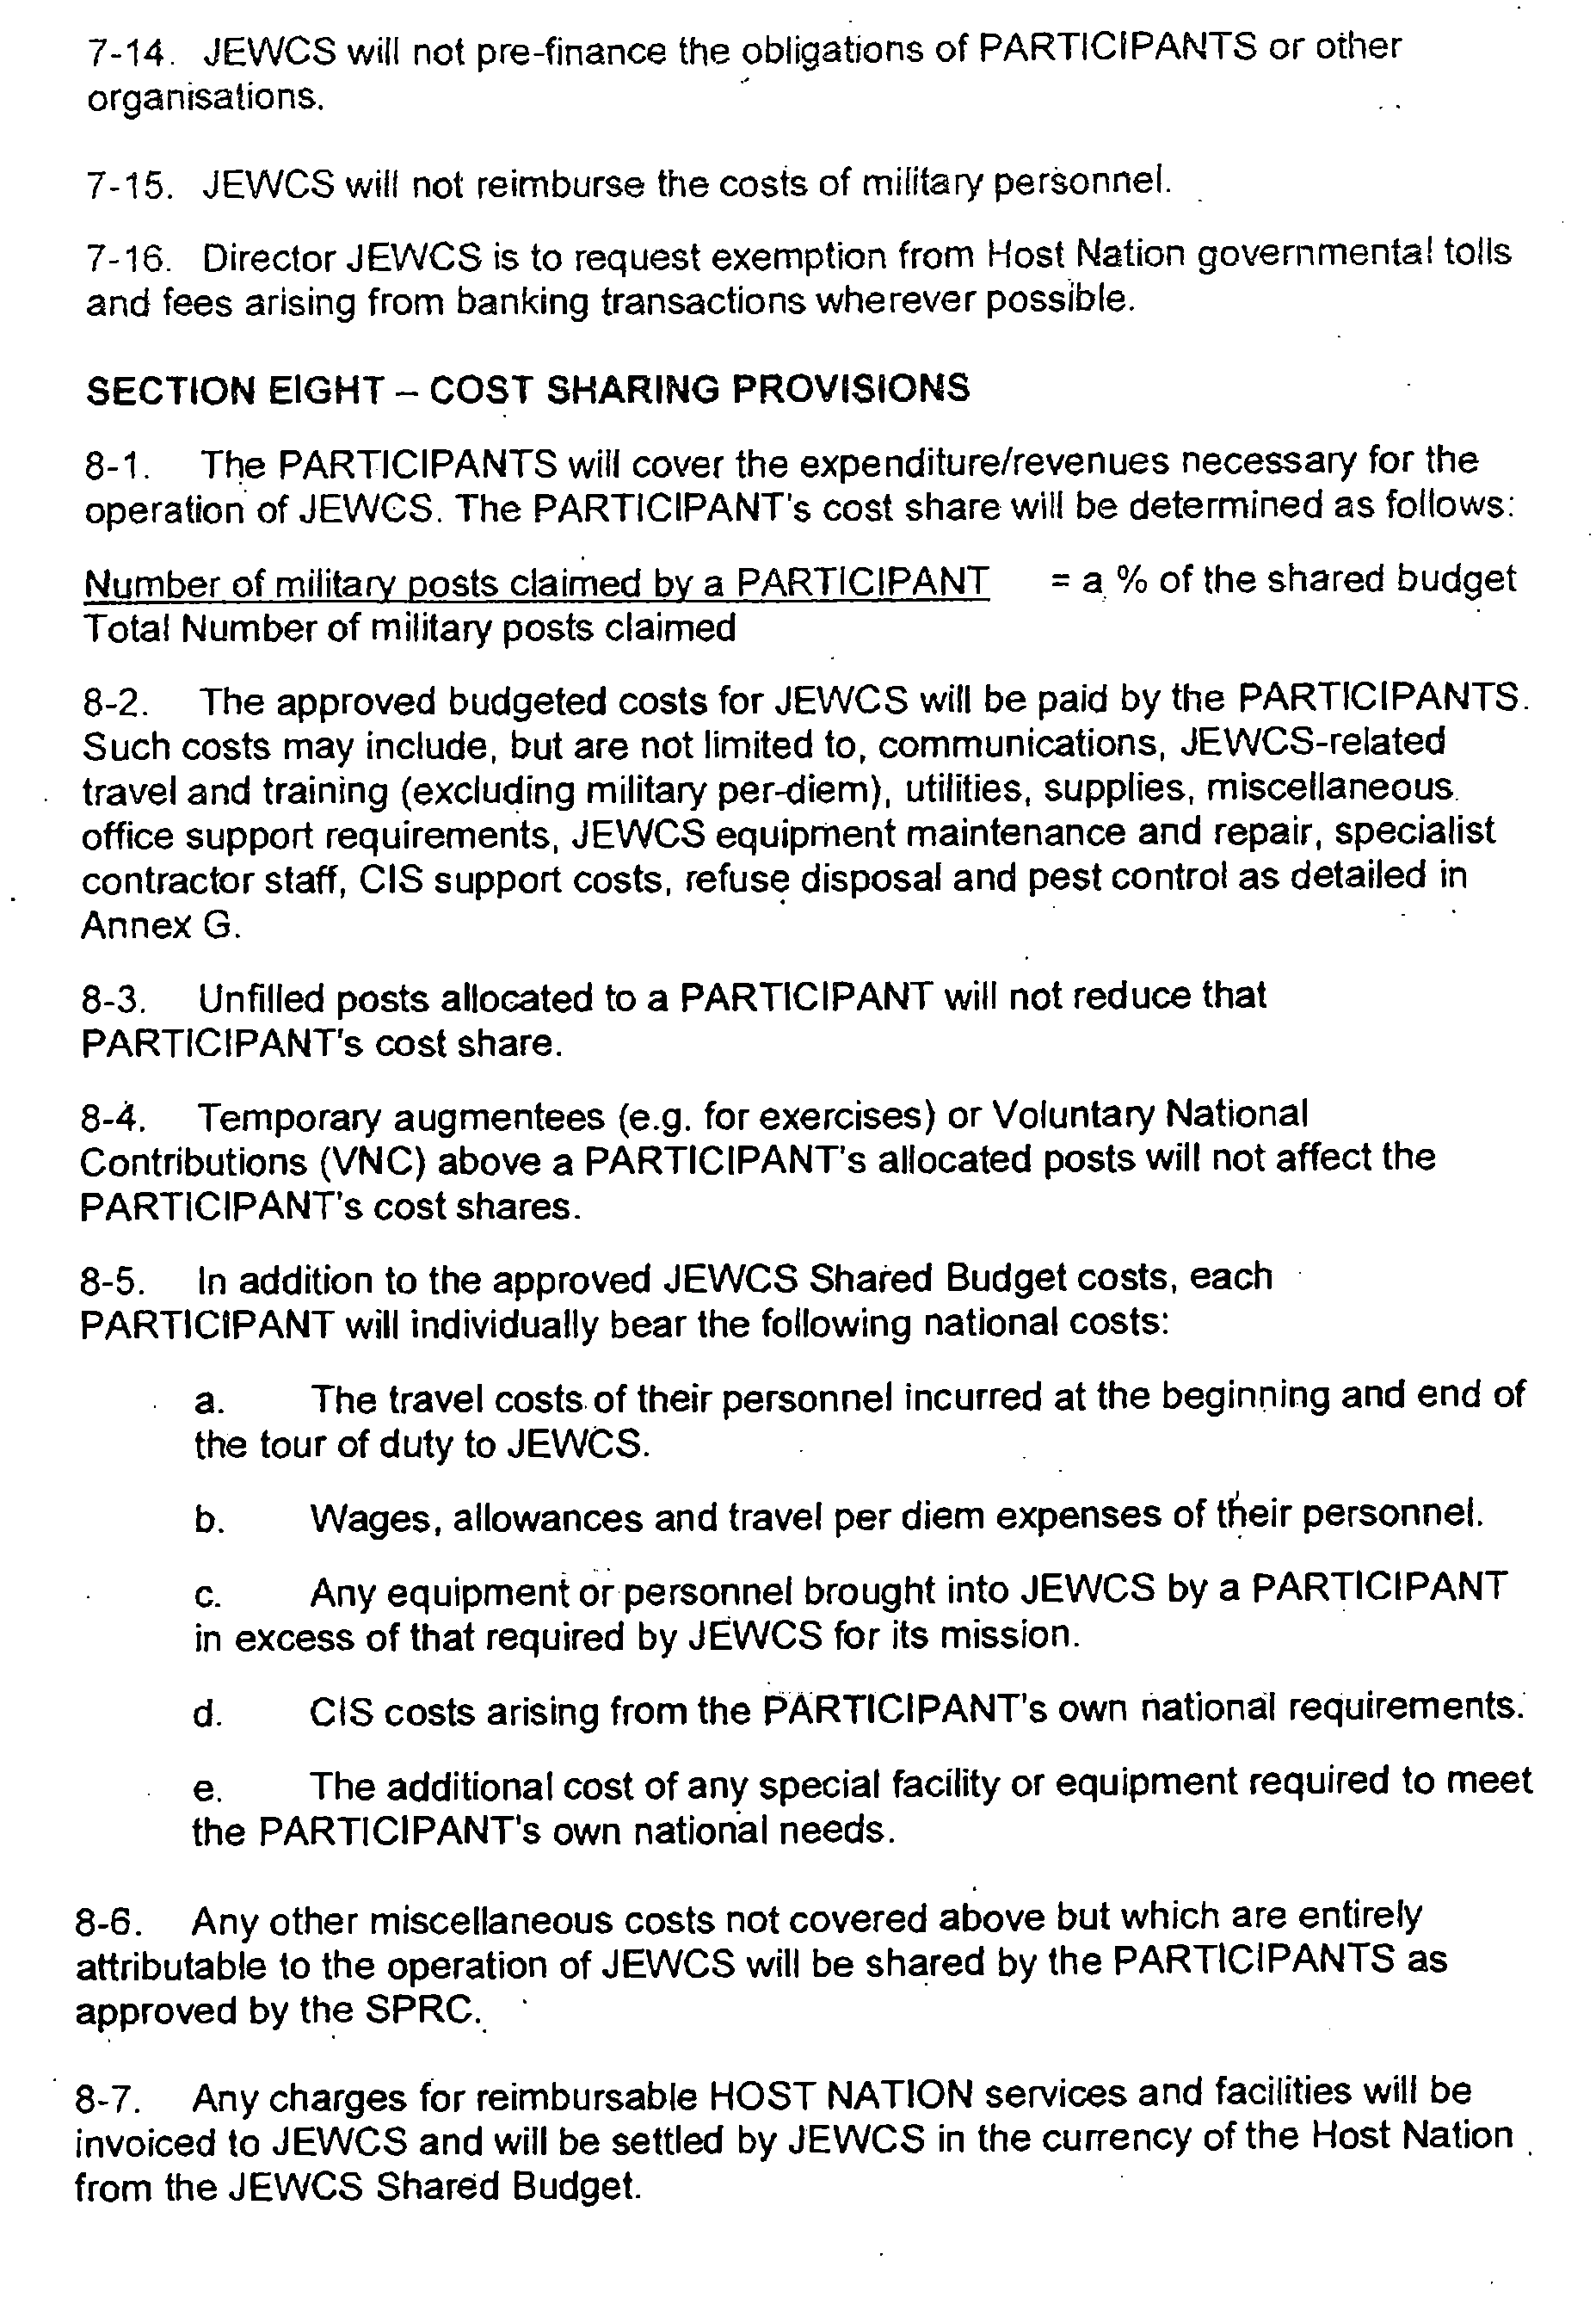 7-14. JEWCS will not pre-finance the obligations of PARTICIPANTS or other
organisations.
7-15. JEWCS will not reimburse the costs of military personnel.
7-16. Director JEWCS is to request exemption from Host Nation governmental tolls
and fees arising from banking transactions wherever possible.
SECTION EIGHT – COST SHARING PROVISIONS
8-1. The PARTICIPANTS will cover the expenditure/revenues necessary for the
operation of JEWCS. The PARTICIPANT's cost share will be determined as follows:
Number of military posts claimed by a PARTICIPANT = a % of the shared budget
Total Number of military posts claimed
8-2. The approved budgeted costs for JEWCS will be paid by the PARTICIPANTS.
Such costs may include, but are not limited to, communications, JEWCS-related
travel and training (excluding military per-diem), utilities, supplies, miscellaneous
office support requirements, JEWCS equipment maintenance and repair, specialist
contractor staff, CIS support costs, refuse disposal and pest control as detailed in
Annex G.
8-3. Unfilled posts allocated to a PARTICIPANT will not reduce that
PARTICIPANT's cost share.
8-4. Temporary augmentees (e.g. for exercises) or Voluntary National
Contributions (VNC) above a PARTICIPANT's allocated posts will not affect the
PARTICIPANT's cost shares.
8-5. In addition to the approved JEWCS Shared Budget costs, each
PARTICIPANT will individually bear the following national costs:
a. The travel costs of their personnel incurred at the beginning and end of
the tour of duty to JEWCS.
b. Wages, allowances and travel per diem expenses of their personnel.
c. Any equipment or personnel brought into JEWCS by a PARTICIPANT
in excess of that required by JEWCS for its mission.
d. CIS costs arising from the PARTICIPANT's own national requirements.
e. The additional cost of any special facility or equipment required to meet
the PARTICIPANT's own national needs.
8-6. Any other miscellaneous costs not covered above but which are entirely
attributable to the operation of JEWCS will be shared by the PARTICIPANTS as
approved by the SPRC.
8-7. Any charges for reimbursable HOST NATION services and facilities will be
invoiced to JEWCS and will be settled by JEWCS in the currency of the Host Nation
from the JEWCS Shared Budget.